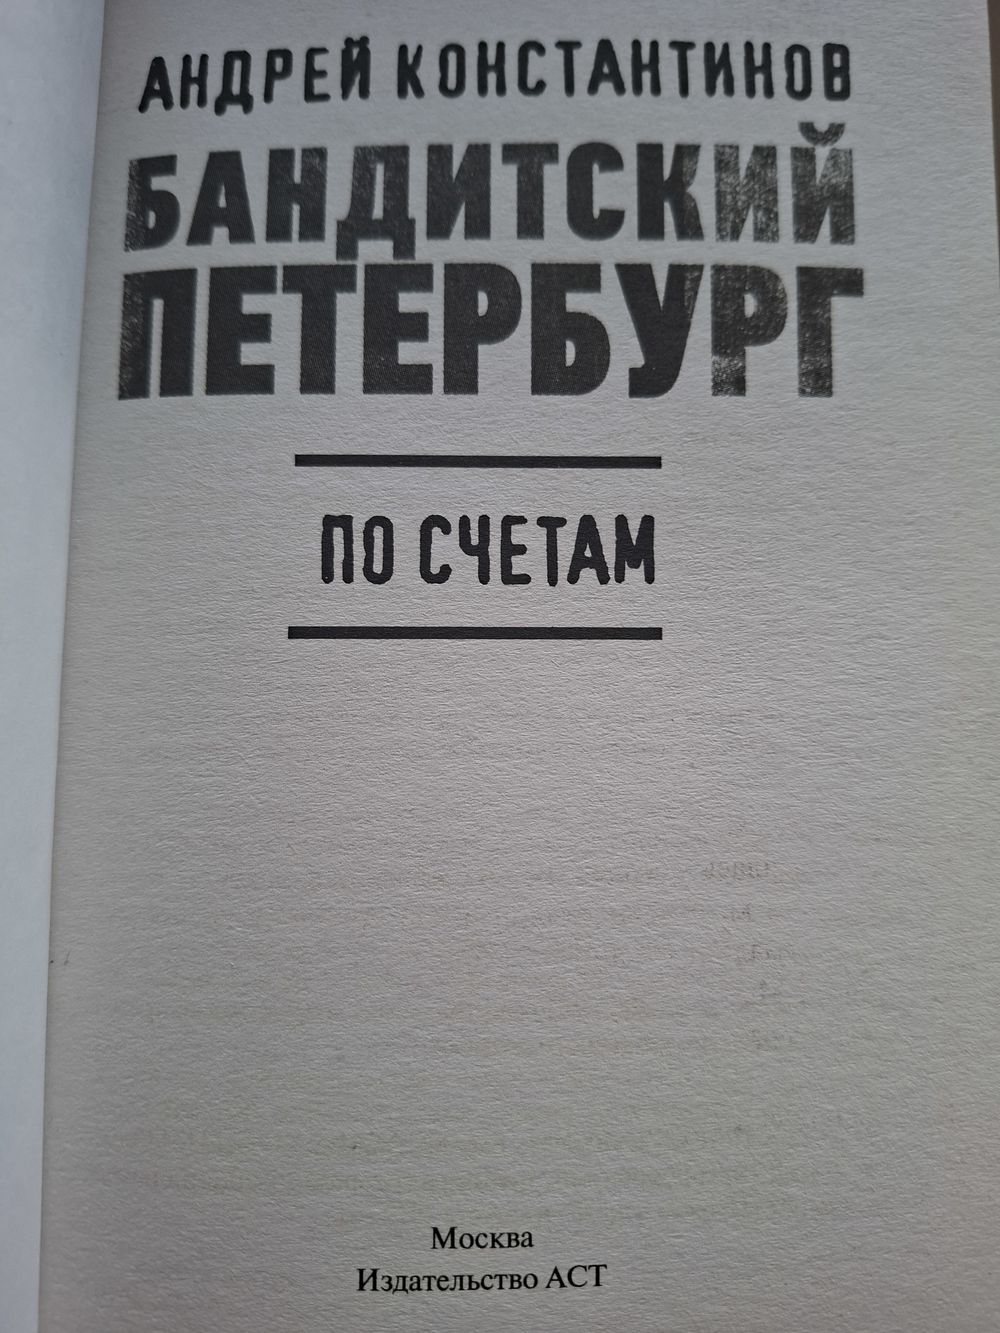 АНДРЕЙ КОНСТАНТИНОВ
БАНДИТСКИЙ
ПЕТЕРБУРГ
ПО СЧЕТАМ
Москва
Издательство АСТ